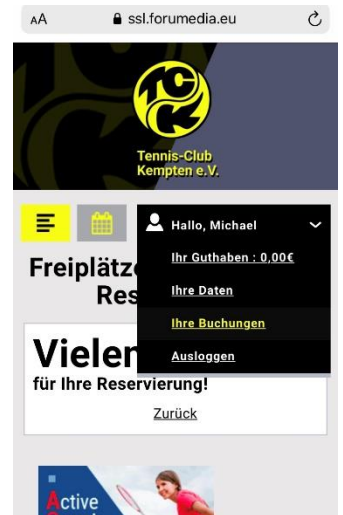 AA ssl.forumedia.eu
TCK
Tennis-Club
Kempten e.V.
Hallo, Michael
Ihr Guthaben : 0,00€
Ihre Daten
Ihre Buchungen
Ausloggen
Freiplätz
Res
Vielen
für Ihre Reservierung!
Zurück
Active